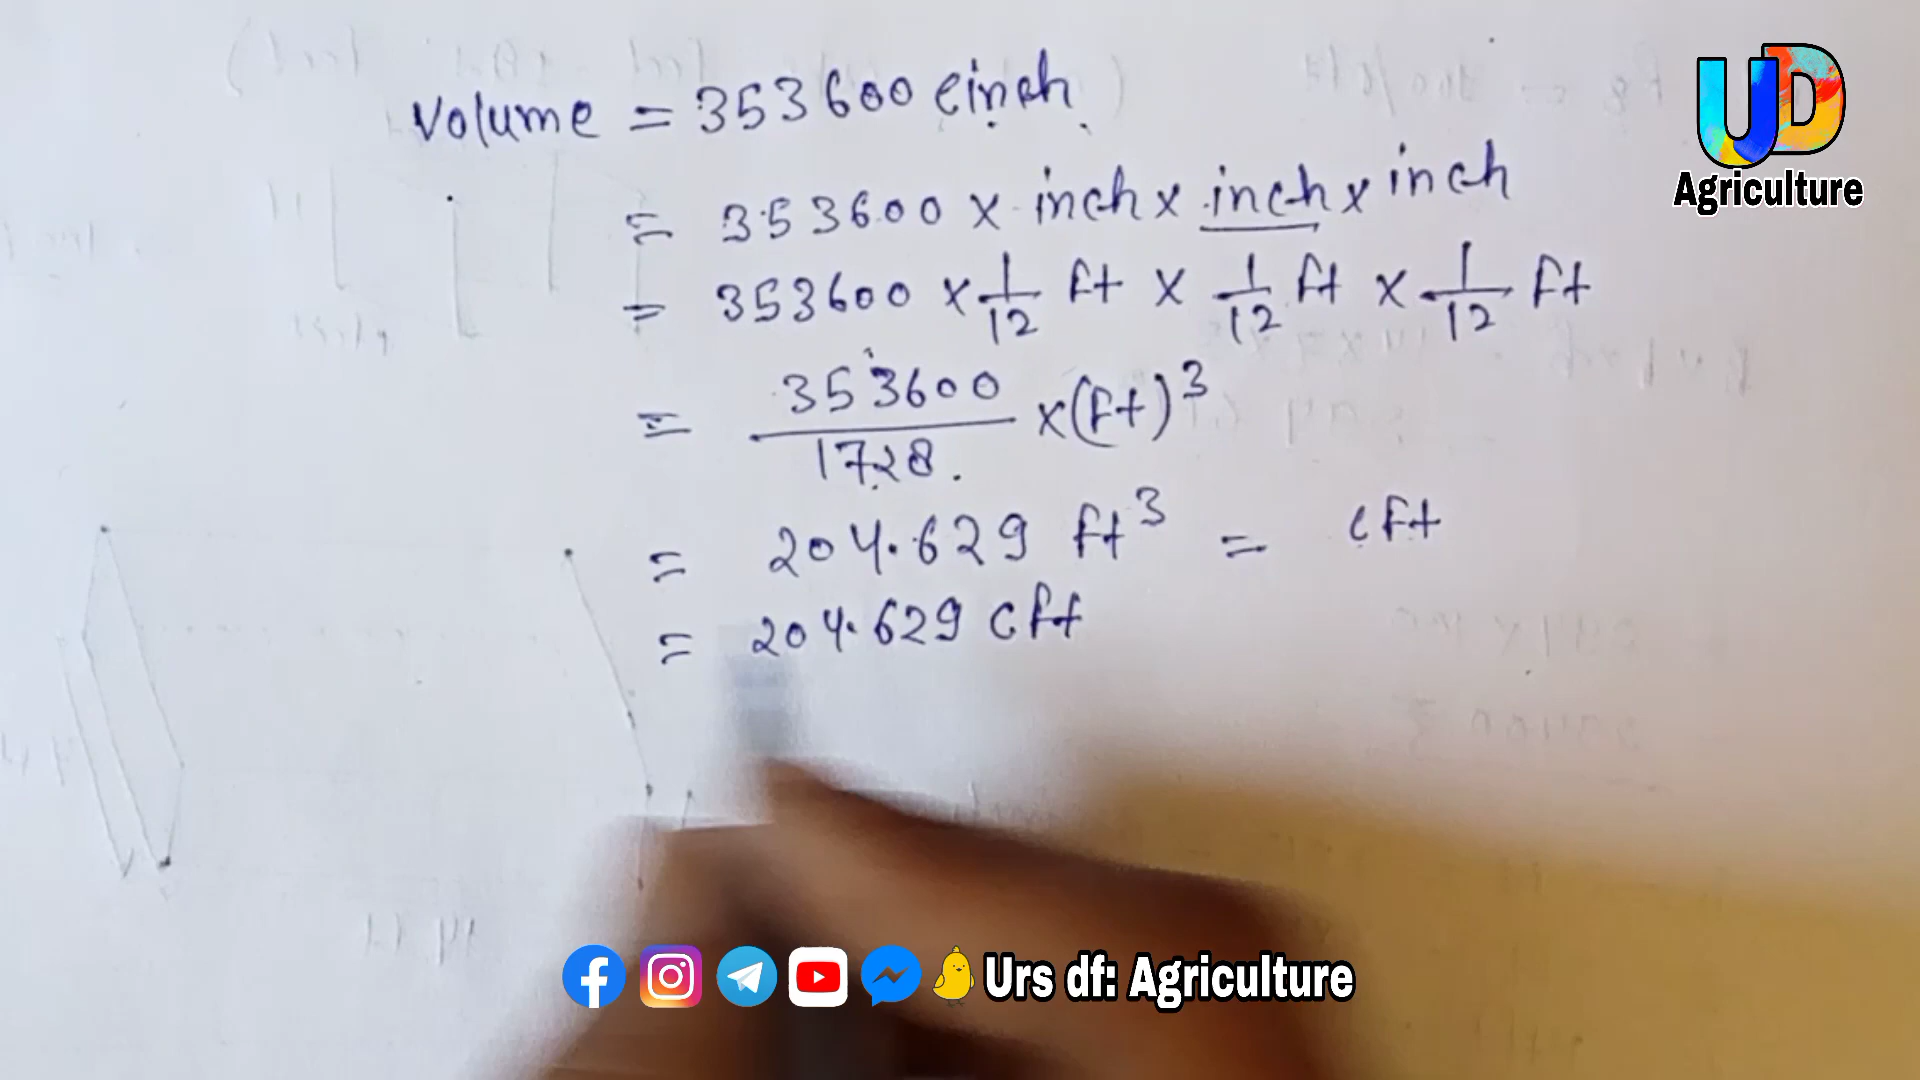 Volume = 353600 cinch
= 353600 x inch x inch x inch
= 353600 x 1/12 ft x 1/12 ft x 1/12 ft
= 353600/1728 x (ft)³
= 204.629 ft³ = cft
= 204.629 cft
UD
Agriculture
Urs df: Agriculture